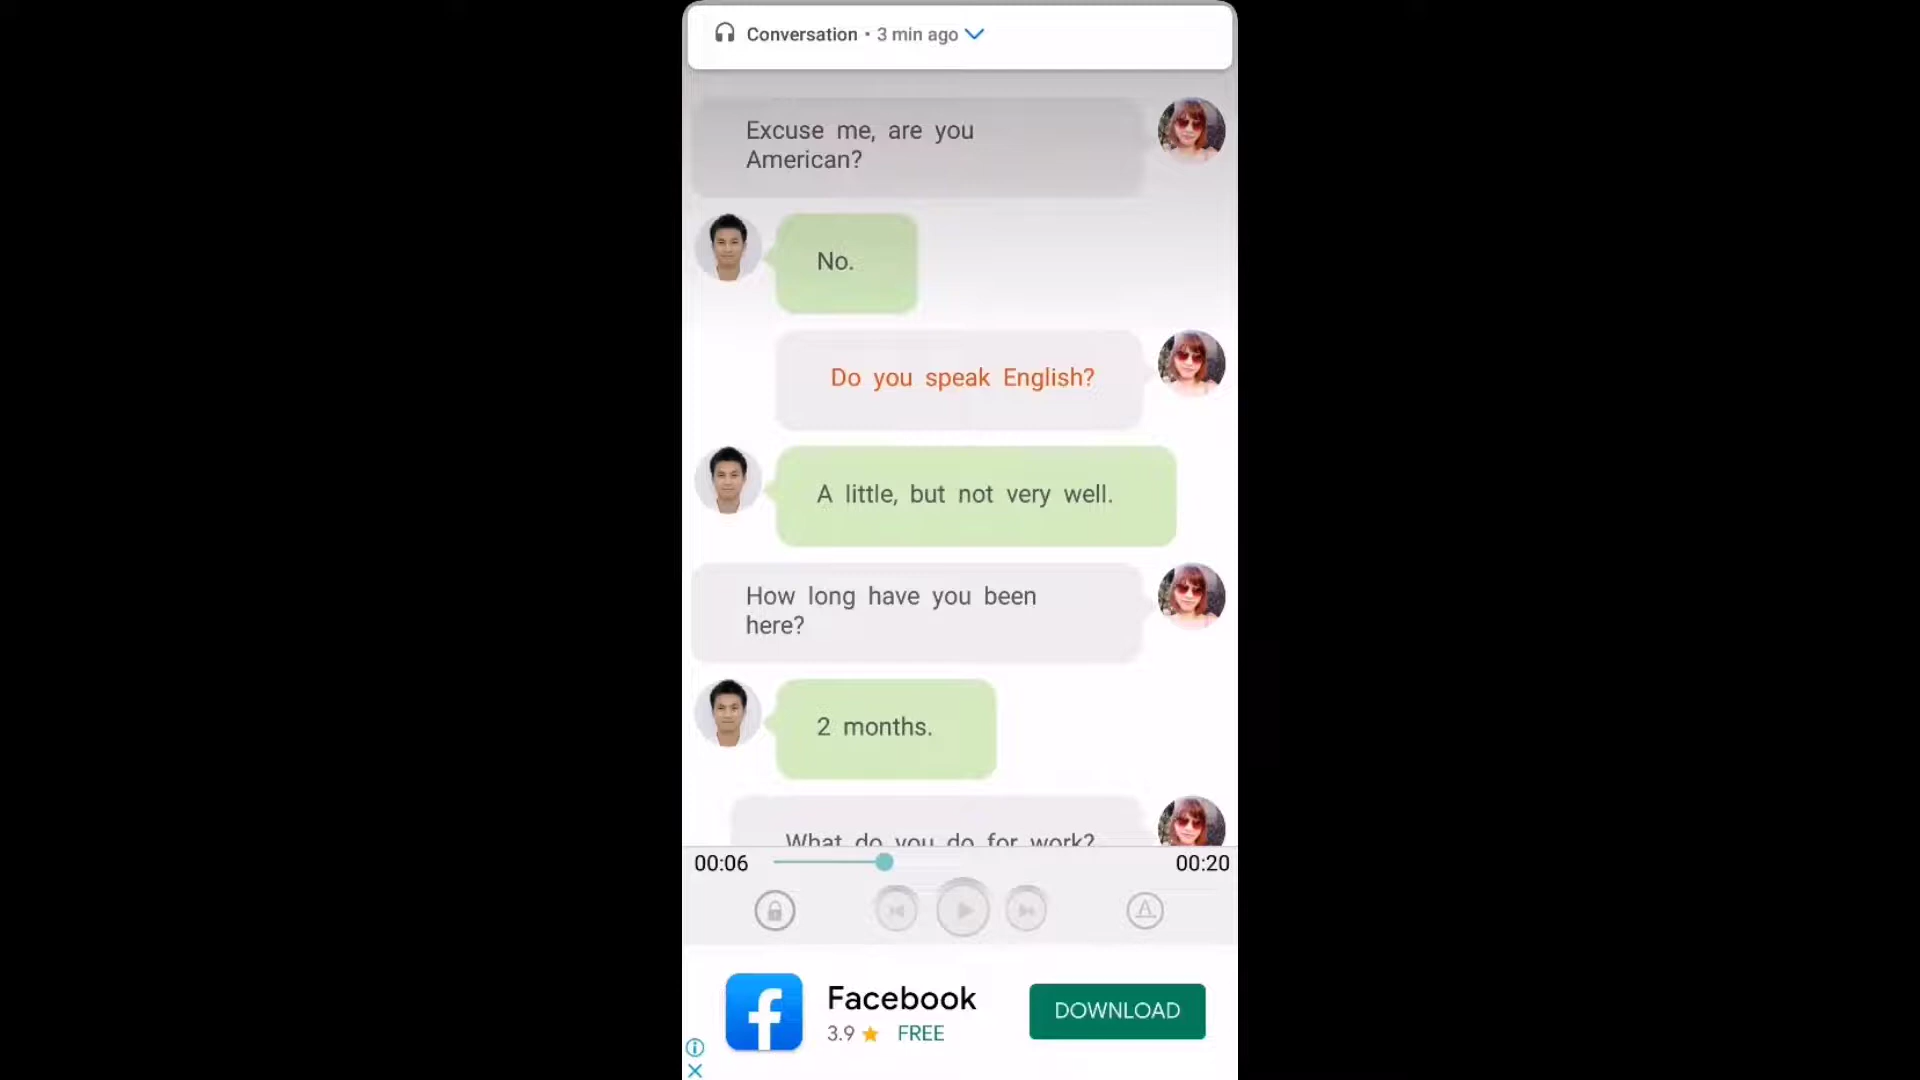 Conversation • 3 min ago
Excuse me, are you
American?
No.
Do you speak English?
A little, but not very well.
How long have you been
here?
2 months.
What do you do for work?
00:06
00:20
A
Facebook
3.9 ★ FREE
DOWNLOAD